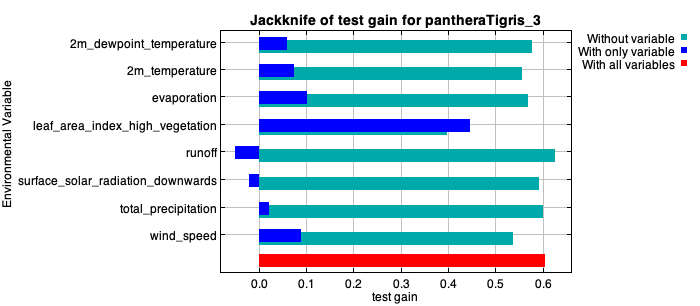 Jackknife of test gain for pantheraTigris_3
Without variable
With only variable
With all variables
Environmental Variable
2m_dewpoint_temperature
2m_temperature
evaporation
leaf_area_index_high_vegetation
runoff
surface_solar_radiation_downwards
total_precipitation
wind_speed
0.0 0.1 0.2 0.3 0.4 0.5 0.6
test gain